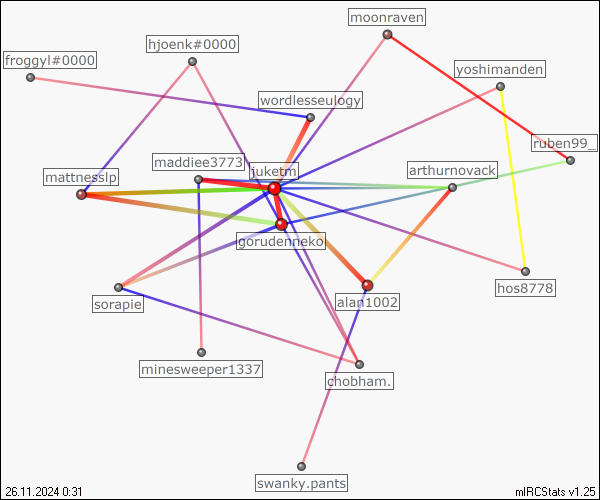 moonraven
hjoenk#0000
froggyl#0000
yoshimanden
wordlesseulogy
ruben99_
maddiee3773
juketm
arthurnovack
mattnesslp
gorudenneko
hos8778
alan1002
sorapie
minesweeper1337
chobham.
swanky.pants
26.11.2024 0:31
mIRCStats v1.25